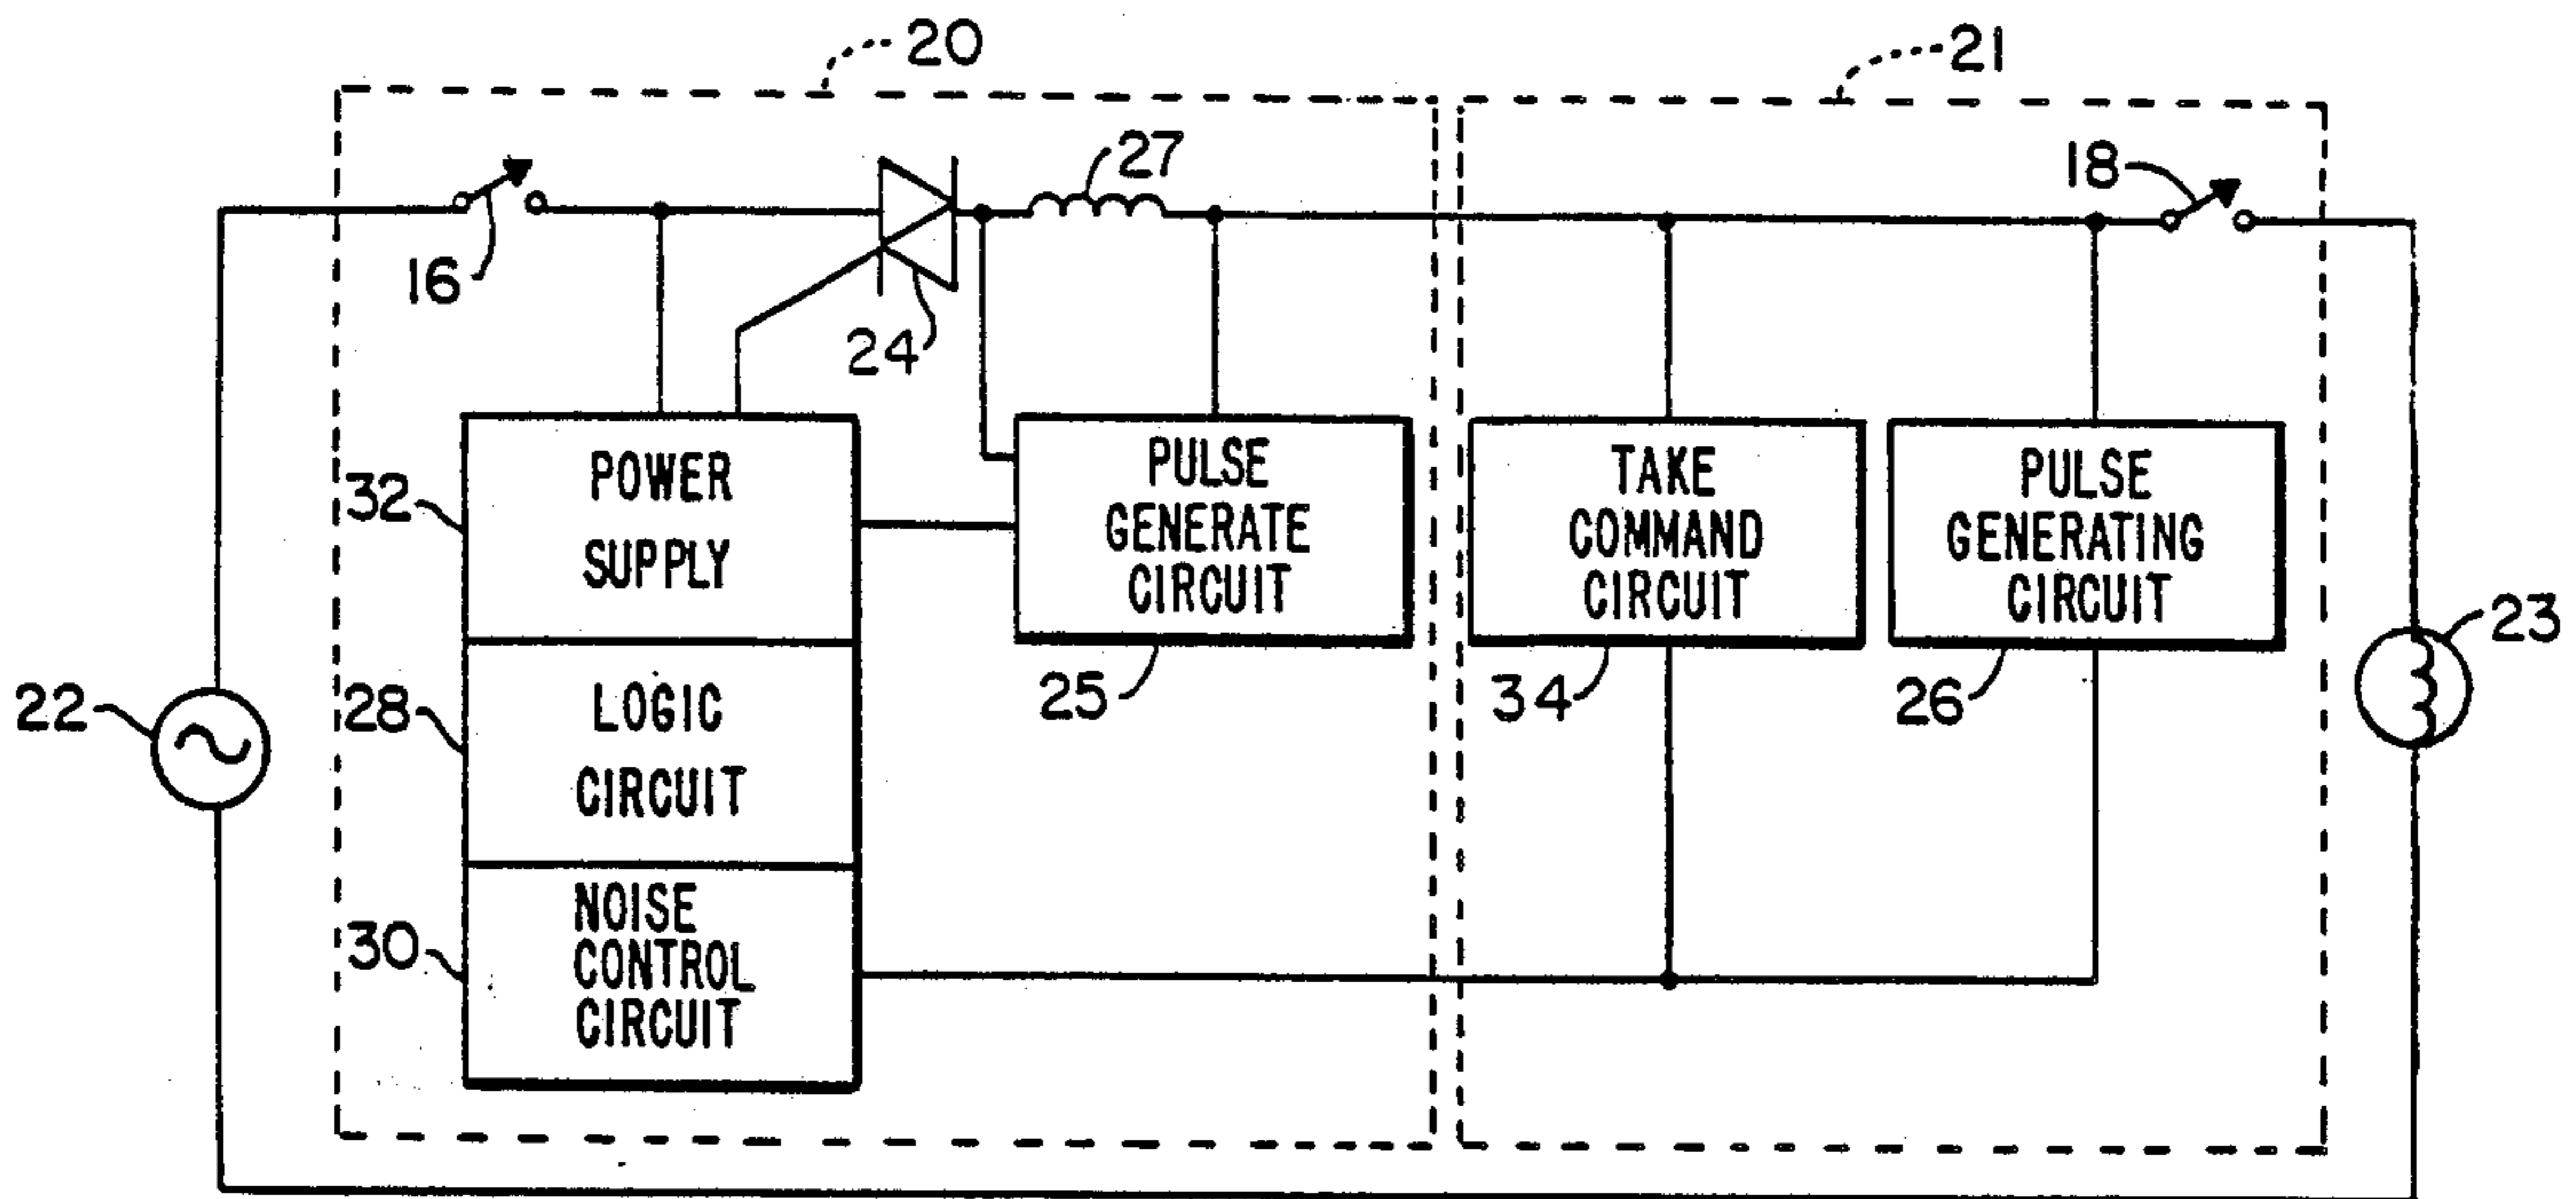 20
21
27
18
16
24
32
POWER
SUPPLY
PULSE
GENERATE
CIRCUIT
TAKE
COMMAND
CIRCUIT
PULSE
GENERATING
CIRCUIT
23
22
28
LOGIC
CIRCUIT
25
34
26
30
NOISE
CONTROL
CIRCUIT